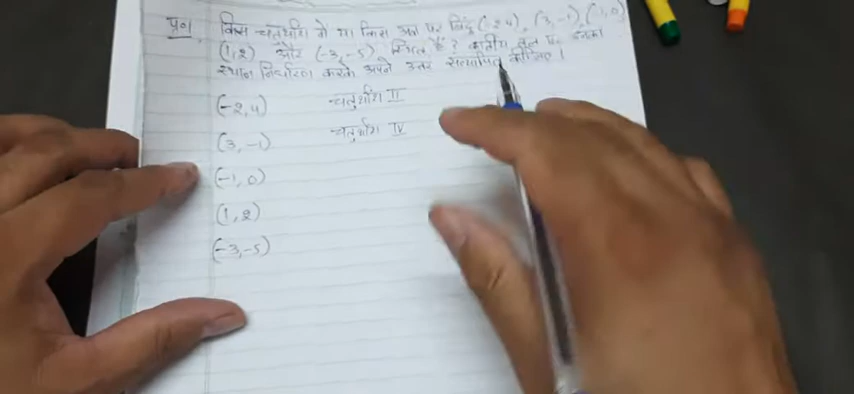 प्र०१ किस चतुर्थांश में या किस अक्ष पर बिंदु (-2,4), (3,-1), (-1,0),
(1,2) और (-3,-5) स्थित हैं? कार्तीय तल पर इनका
स्थान निर्धारण करके अपने उत्तर सत्यापित कीजिए।
(-2,4) चतुर्थांश II
(3,-1) चतुर्थांश IV
(-1,0)
(1,2)
(-3,-5)